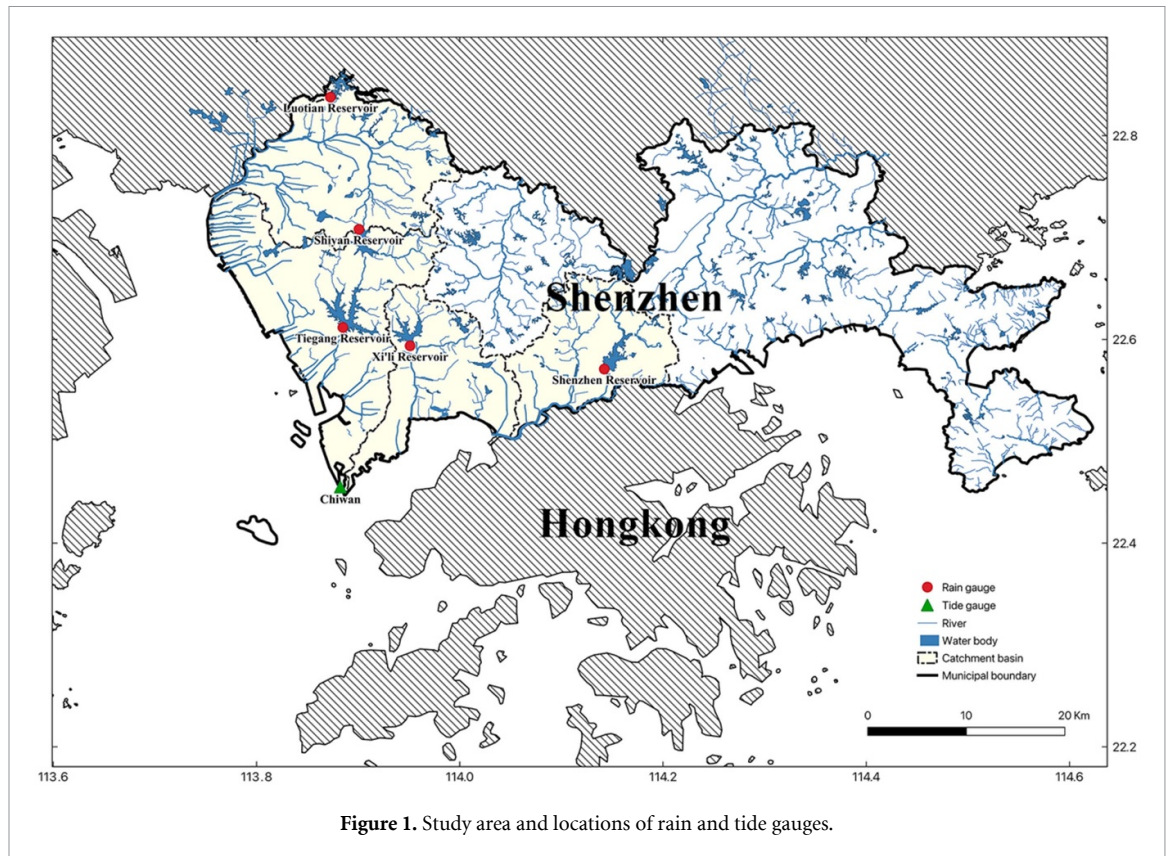 Luotian Reservoir
22.8
Shiyan Reservoir
Shenzhen
Tiegang Reservoir
Xi'li Reservoir
22.6
Shenzhen Reservoir
Chiwan
Hongkong
22.4
Rain gauge
Tide gauge
River
Water body
Catchment basin
Municipal boundary
0 10 20 Km
22.2
113.6 113.8 114.0 114.2 114.4 114.6
Figure 1. Study area and locations of rain and tide gauges.